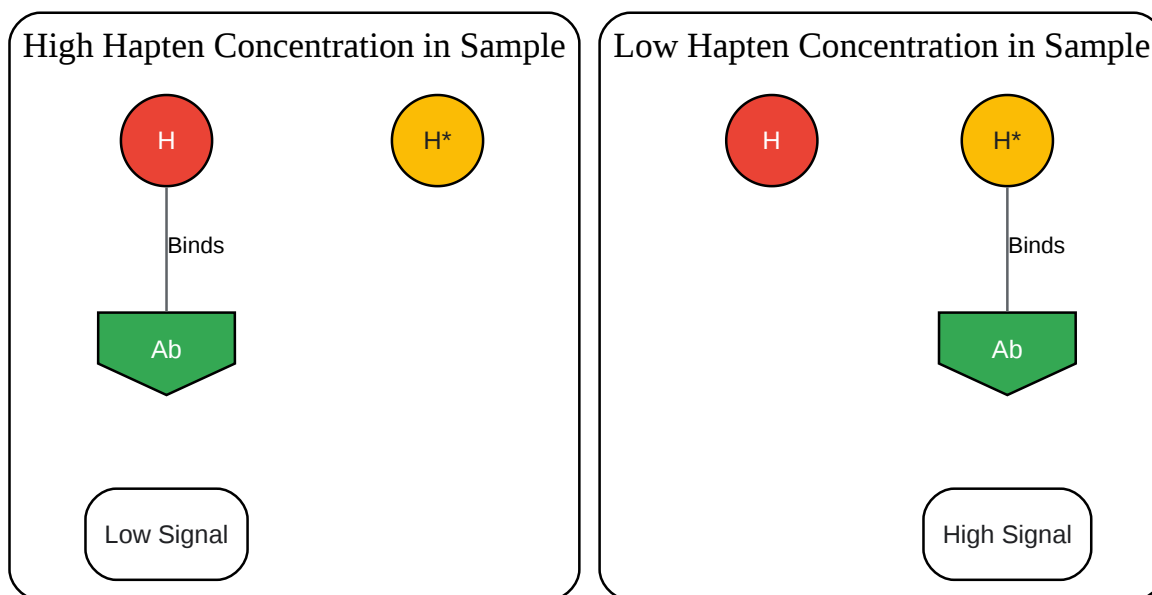 High Hapten Concentration in Sample
H
H*
Binds
Ab
Low Signal
Low Hapten Concentration in Sample
H
H*
Binds
Ab
High Signal